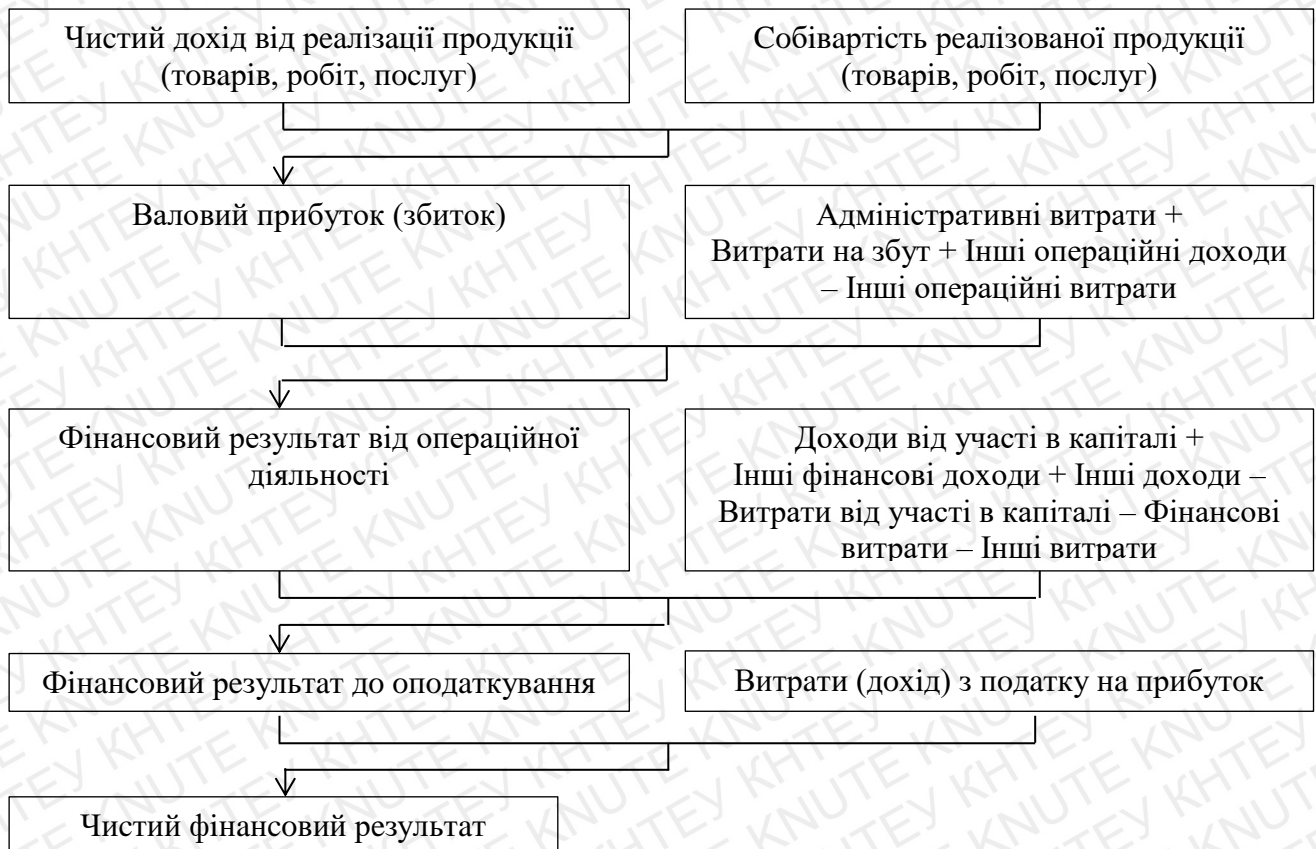 Чистий дохід від реалізації продукції
(товарів, робіт, послуг)
Собівартість реалізованої продукції
(товарів, робіт, послуг)
Валовий прибуток (збиток)
Адміністративні витрати +
Витрати на збут + Інші операційні доходи
– Інші операційні витрати
Фінансовий результат від операційної
діяльності
Доходи від участі в капіталі +
Інші фінансові доходи + Інші доходи –
Витрати від участі в капіталі – Фінансові
витрати – Інші витрати
Фінансовий результат до оподаткування
Витрати (дохід) з податку на прибуток
Чистий фінансовий результат